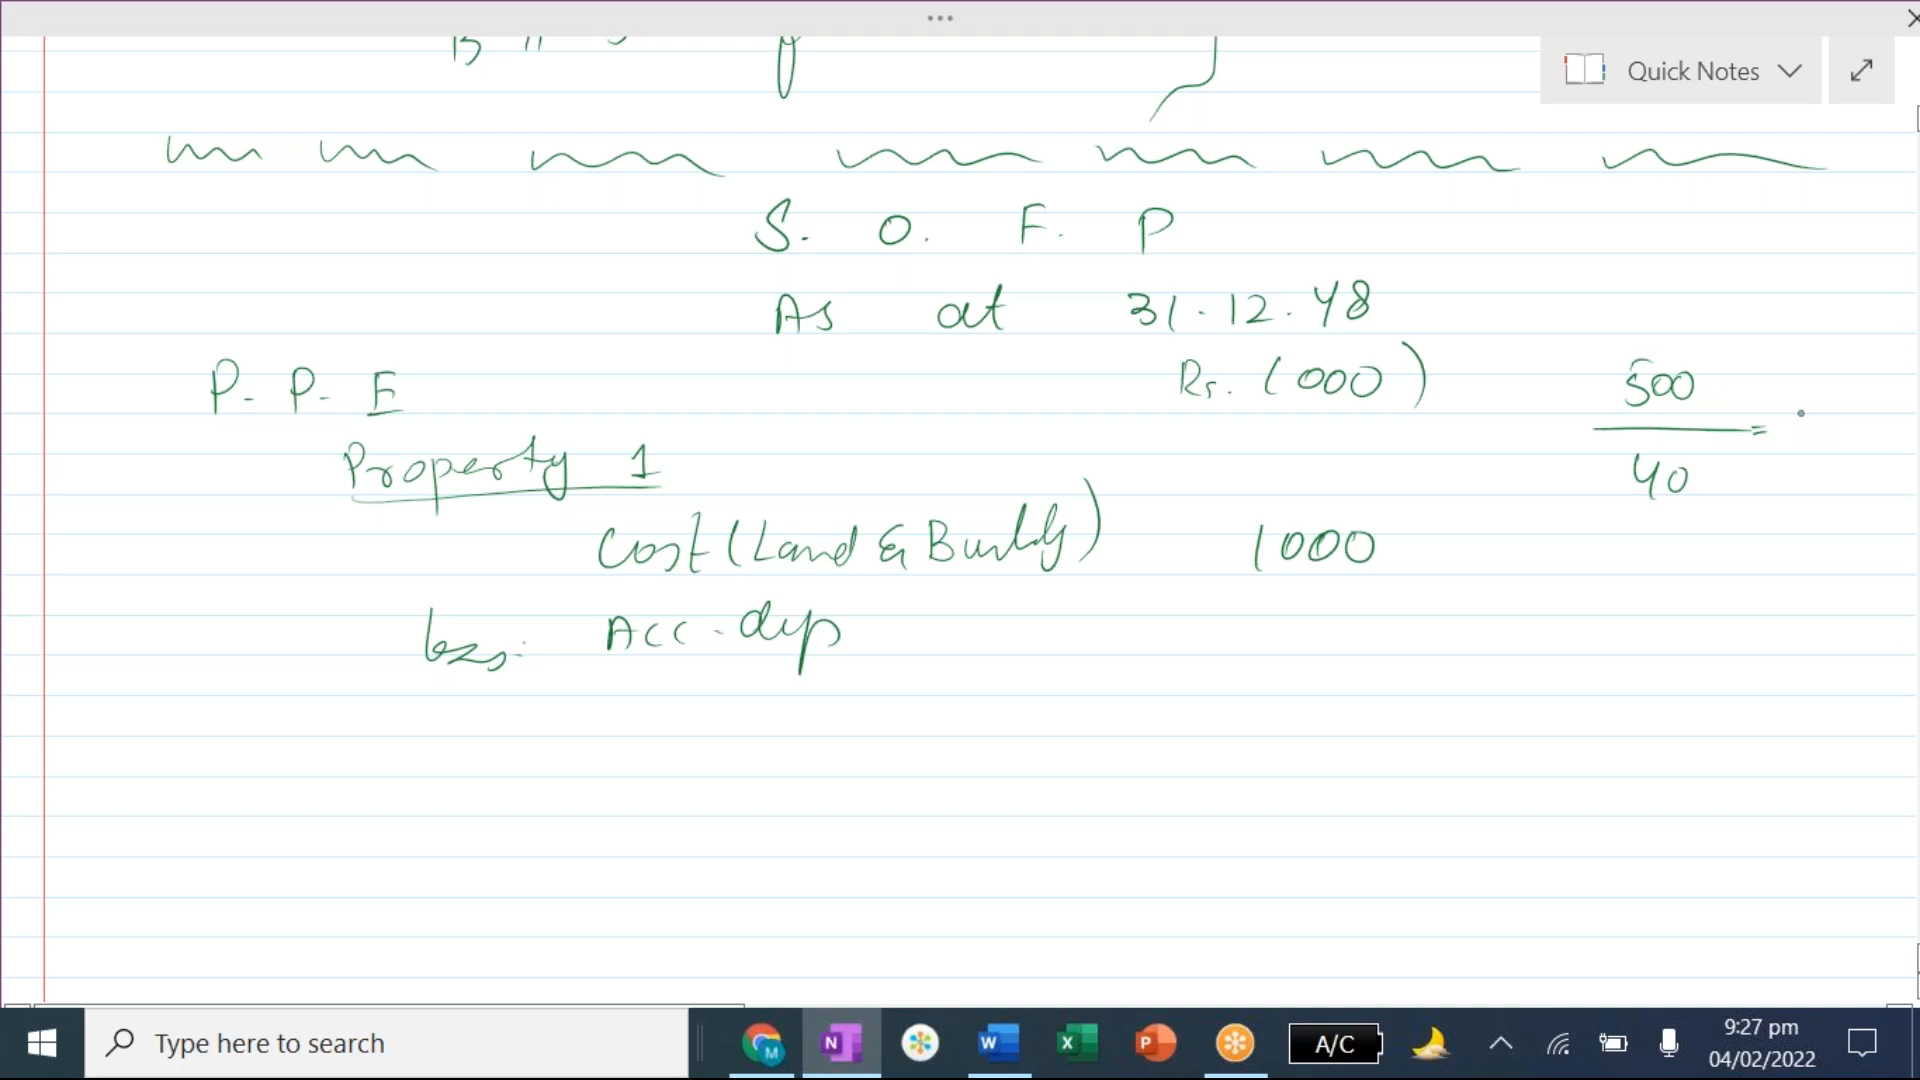 Quick Notes
S. O. F. P
As at 31.12.48
P. P. E Rs. (000) 500
Property 1 40
Cost (Land & Buildg) 1000
less: Acc. dep
Type here to search
A/C
9:27 pm
04/02/2022